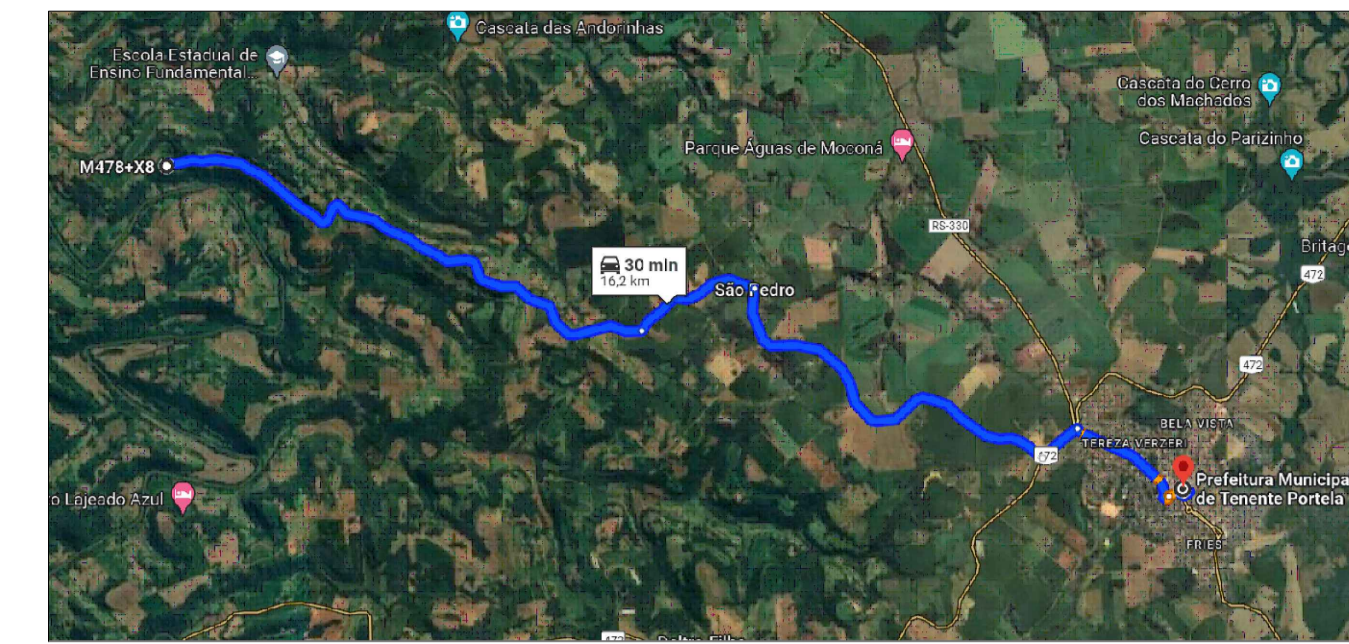 Cascata das Andorinhas
Escola Estadual de
Ensino Fundamental...
Cascata do Cerro
dos Machados
Cascata do Parizinho
Parque Águas de Moconá
M478+X8
RS-330
Britag
472
30 min
16,2 km
São Pedro
472
BELA VISTA
TEREZA VERZERI
472
Prefeitura Municipa
de Tenente Portela
o Lajeado Azul
FRIES
472